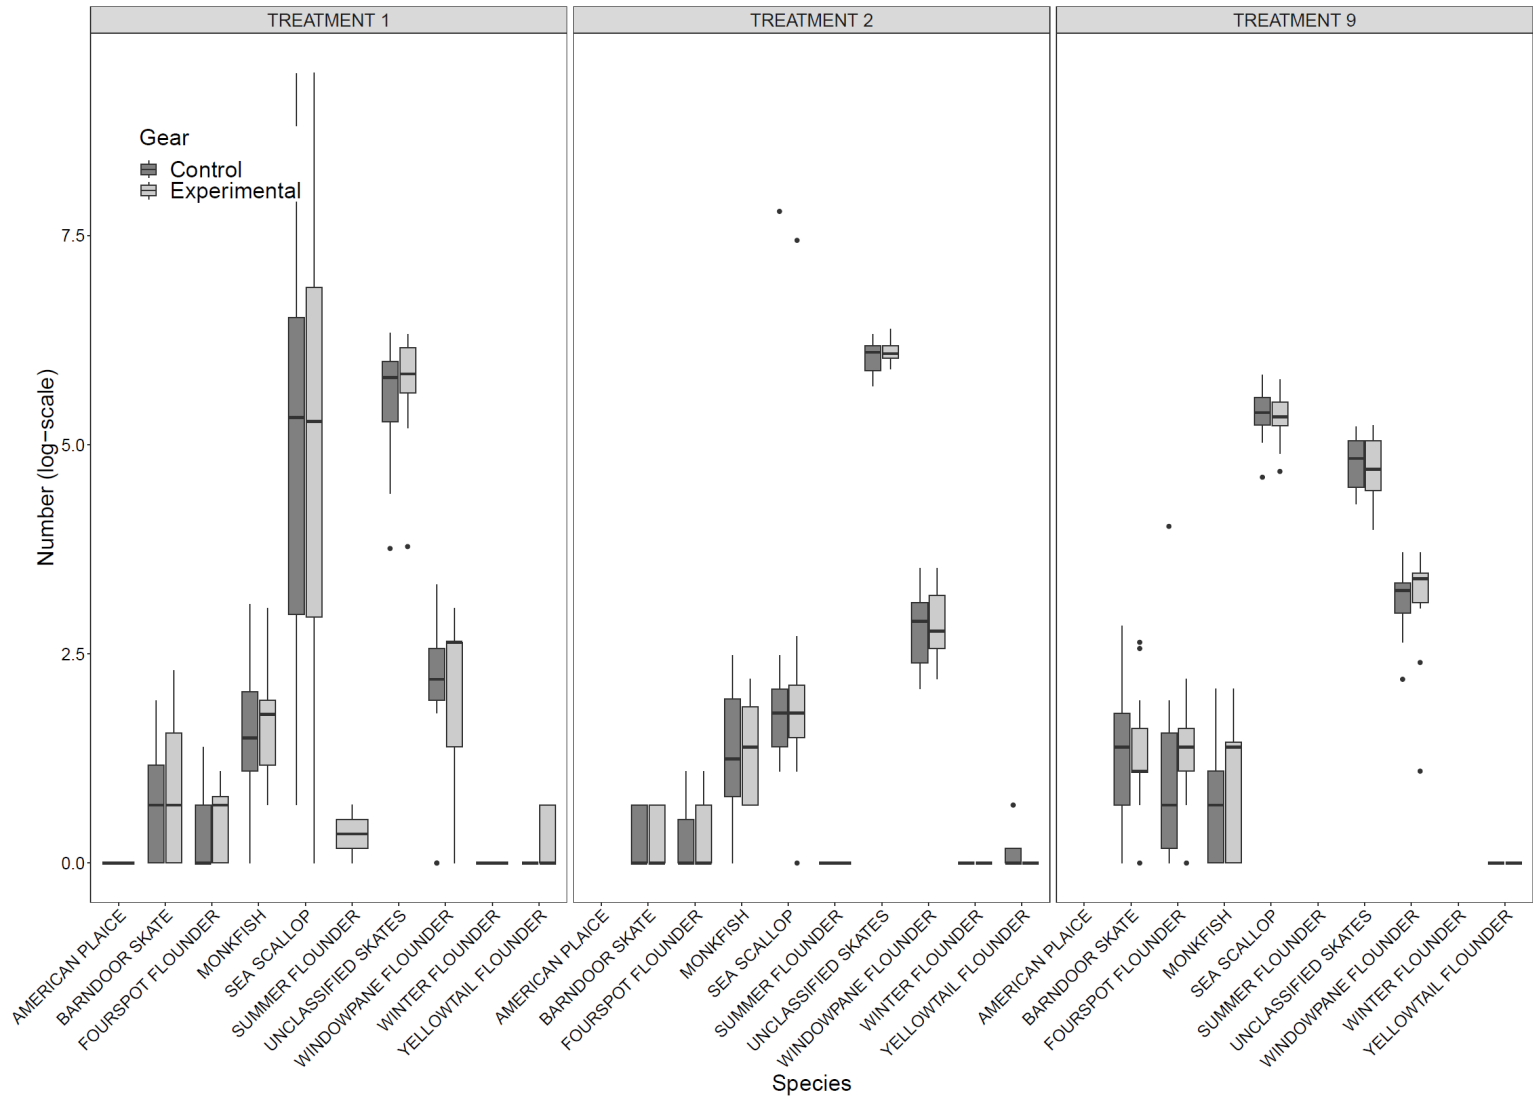 TREATMENT 1
TREATMENT 2
TREATMENT 9
Gear
Control
Experimental
Number (log−scale)
7.5
5.0
2.5
0.0
AMERICAN PLAICE
BARNDOOR SKATE
FOURSPOT FLOUNDER
MONKFISH
SEA SCALLOP
SUMMER FLOUNDER
UNCLASSIFIED SKATES
WINDOWPANE FLOUNDER
WINTER FLOUNDER
YELLOWTAIL FLOUNDER
AMERICAN PLAICE
BARNDOOR SKATE
FOURSPOT FLOUNDER
MONKFISH
SEA SCALLOP
SUMMER FLOUNDER
UNCLASSIFIED SKATES
WINDOWPANE FLOUNDER
WINTER FLOUNDER
YELLOWTAIL FLOUNDER
AMERICAN PLAICE
BARNDOOR SKATE
FOURSPOT FLOUNDER
MONKFISH
SEA SCALLOP
SUMMER FLOUNDER
UNCLASSIFIED SKATES
WINDOWPANE FLOUNDER
WINTER FLOUNDER
YELLOWTAIL FLOUNDER
Species